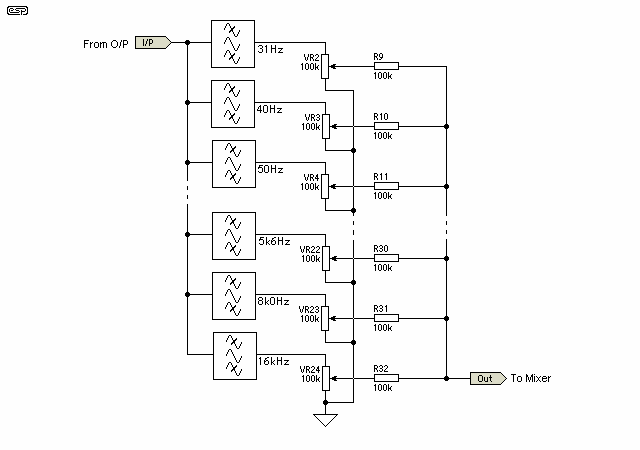 esp
From O/P I/P
31Hz
VR2
100k
R9
100k
40Hz
VR3
100k
R10
100k
50Hz
VR4
100k
R11
100k
5k6Hz
VR22
100k
R30
100k
8k0Hz
VR23
100k
R31
100k
16kHz
VR24
100k
R32
100k
Out To Mixer